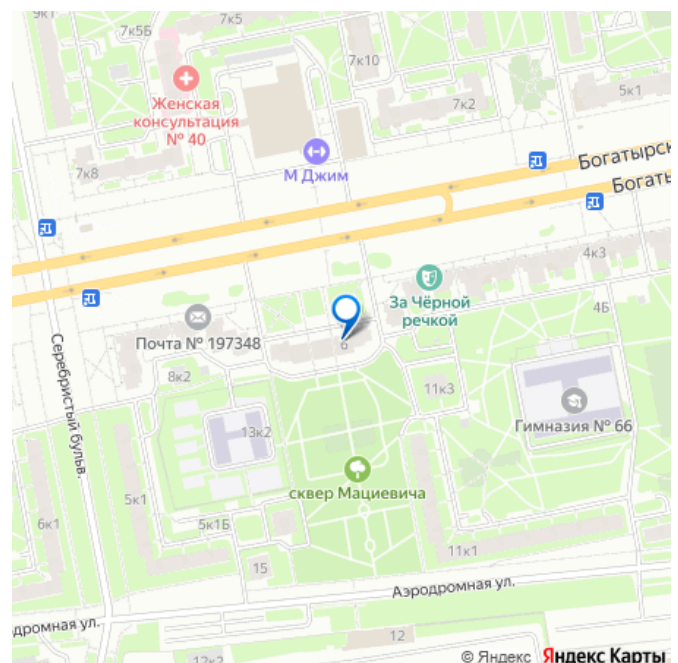 9к1
7к5Б
7к5
7к10
5к1
Женская
консультация
№ 40
7к2
М Джим
7к8
Богатырск
Богаты
4к3
За Чёрной
речкой
4Б
Почта № 197348
6
8к2
11к3
Гимназия № 66
Серебристый бульв.
13к2
сквер Мациевича
5к1
6к1
5к1Б
11к1
15
Аэродромная ул.
дромная ул.
12
12к2
© Яндекс Яндекс Карты